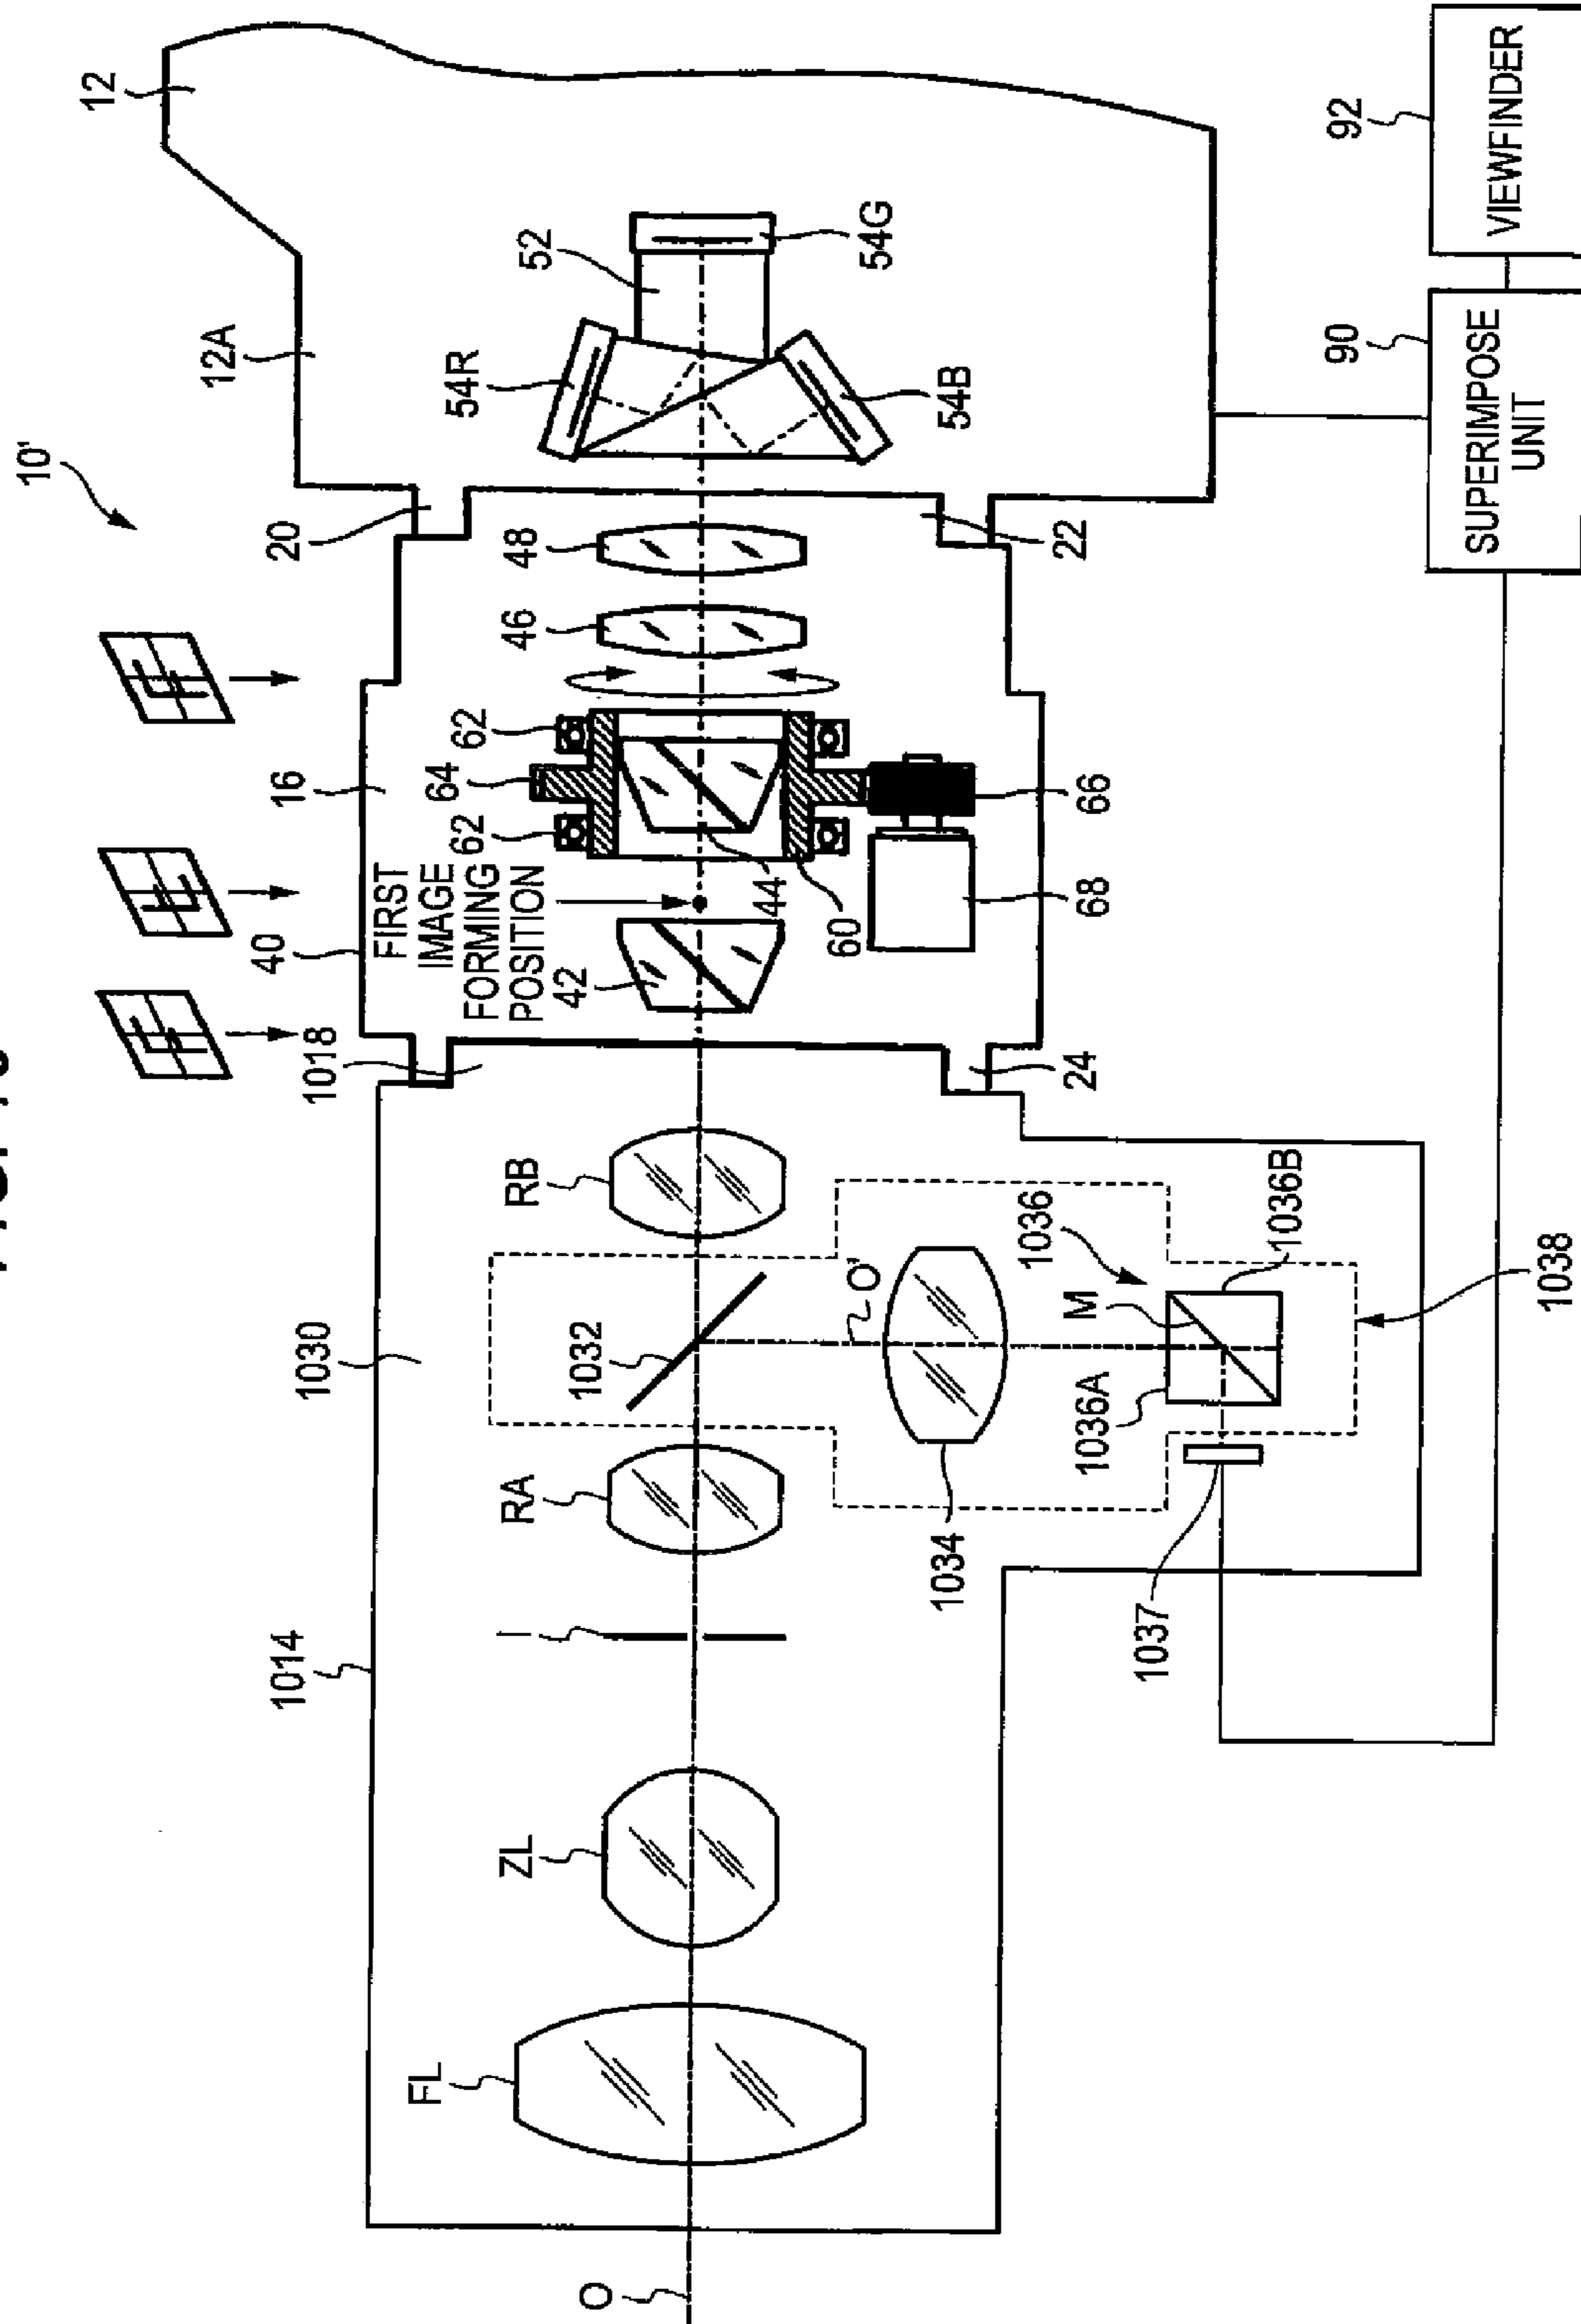 10'
12
12A
1014
1030
1018
40
16
20
FIRST
IMAGE
FORMING
POSITION
FL
ZL
I
RA
1032
RB
42
62
64
62
46
48
54R
52
O
O'
44
60
54B
54G
68
66
1034
24
22
1036A
M
1036
1037
1036B
1038
90
92
SUPERIMPOSE
UNIT
VIEWFINDER